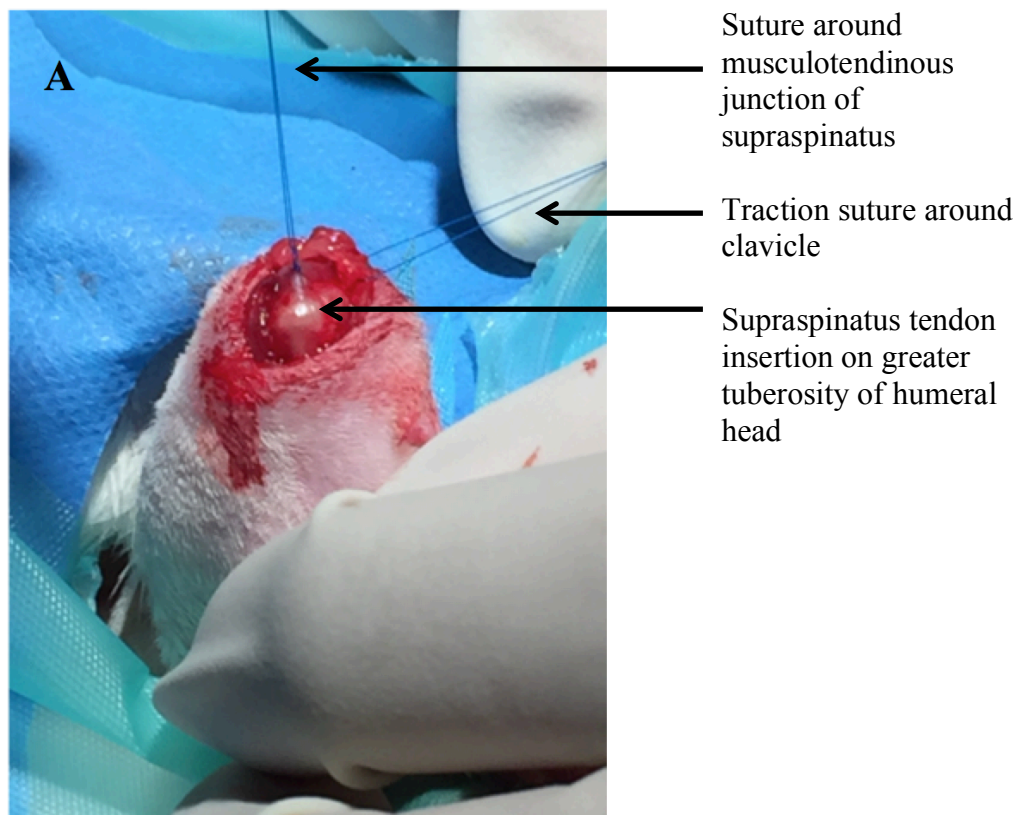 A
Suture around
musculotendinous
junction of
supraspinatus
Traction suture around
clavicle
Supraspinatus tendon
insertion on greater
tuberosity of humeral
head